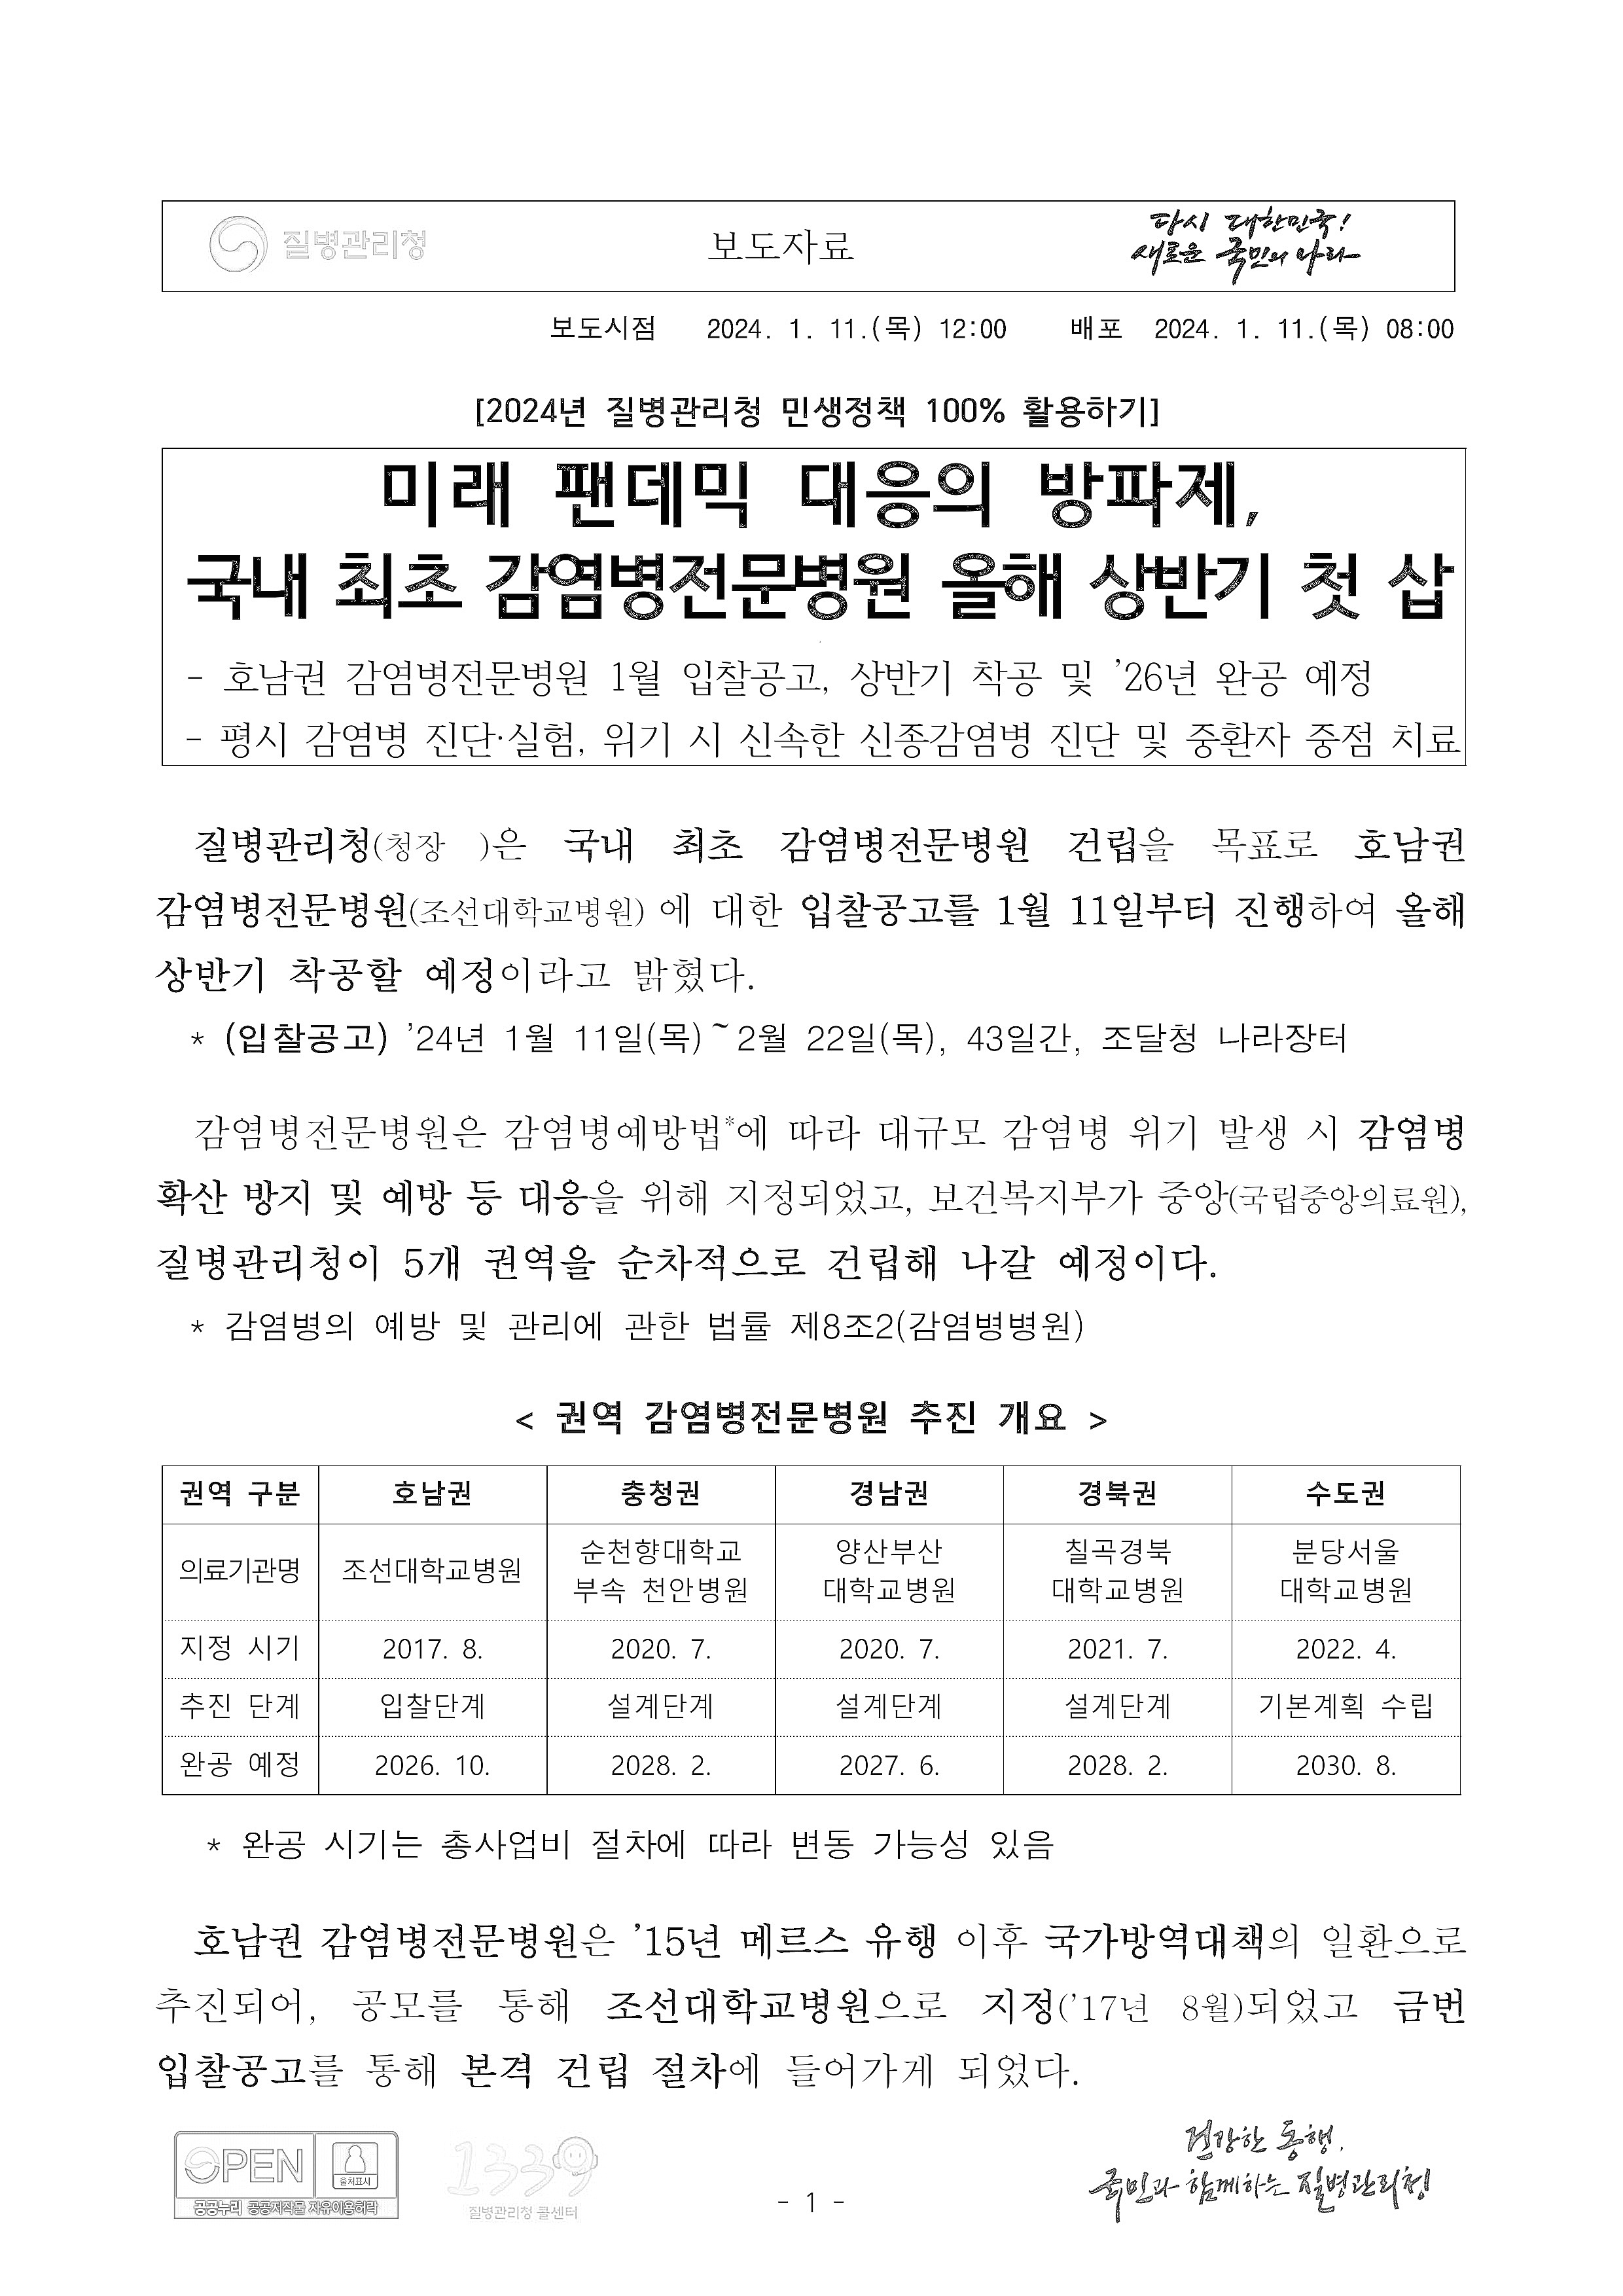 질병관리청
보도자료
다시 대한민국!
새로운 국민의 나라
보도시점 2024. 1. 11.(목) 12:00 배포 2024. 1. 11.(목) 08:00
[2024년 질병관리청 민생정책 100% 활용하기]
미래 팬데믹 대응의 방파제,
국내 최초 감염병전문병원 올해 상반기 첫 삽
- 호남권 감염병전문병원 1월 입찰공고, 상반기 착공 및 ’26년 완공 예정
- 평시 감염병 진단·실험, 위기 시 신속한 신종감염병 진단 및 중환자 중점 치료
질병관리청(청장 )은 국내 최초 감염병전문병원 건립을 목표로 호남권
감염병전문병원(조선대학교병원) 에 대한 입찰공고를 1월 11일부터 진행하여 올해
상반기 착공할 예정이라고 밝혔다.
* (입찰공고) ’24년 1월 11일(목)~2월 22일(목), 43일간, 조달청 나라장터
감염병전문병원은 감염병예방법*에 따라 대규모 감염병 위기 발생 시 감염병
확산 방지 및 예방 등 대응을 위해 지정되었고, 보건복지부가 중앙(국립중앙의료원),
질병관리청이 5개 권역을 순차적으로 건립해 나갈 예정이다.
* 감염병의 예방 및 관리에 관한 법률 제8조2(감염병병원)
< 권역 감염병전문병원 추진 개요 >
권역 구분 호남권 충청권 경남권 경북권 수도권
의료기관명 조선대학교병원 순천향대학교 부속 천안병원 양산부산 대학교병원 칠곡경북 대학교병원 분당서울 대학교병원
지정 시기 2017. 8. 2020. 7. 2020. 7. 2021. 7. 2022. 4.
추진 단계 입찰단계 설계단계 설계단계 설계단계 기본계획 수립
완공 예정 2026. 10. 2028. 2. 2027. 6. 2028. 2. 2030. 8.
* 완공 시기는 총사업비 절차에 따라 변동 가능성 있음
호남권 감염병전문병원은 ’15년 메르스 유행 이후 국가방역대책의 일환으로
추진되어, 공모를 통해 조선대학교병원으로 지정(’17년 8월)되었고 금번
입찰공고를 통해 본격 건립 절차에 들어가게 되었다.
OPEN 출처표시
공공누리 공공저작물 자유이용허락
1339
질병관리청 콜센터
- 1 -
건강한 동행,
국민과 함께하는 질병관리청